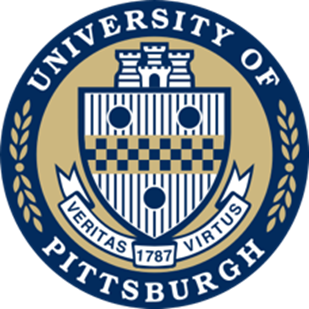 UNIVERSITY OF
PITTSBURGH
VERITAS 1787 VIRTUS